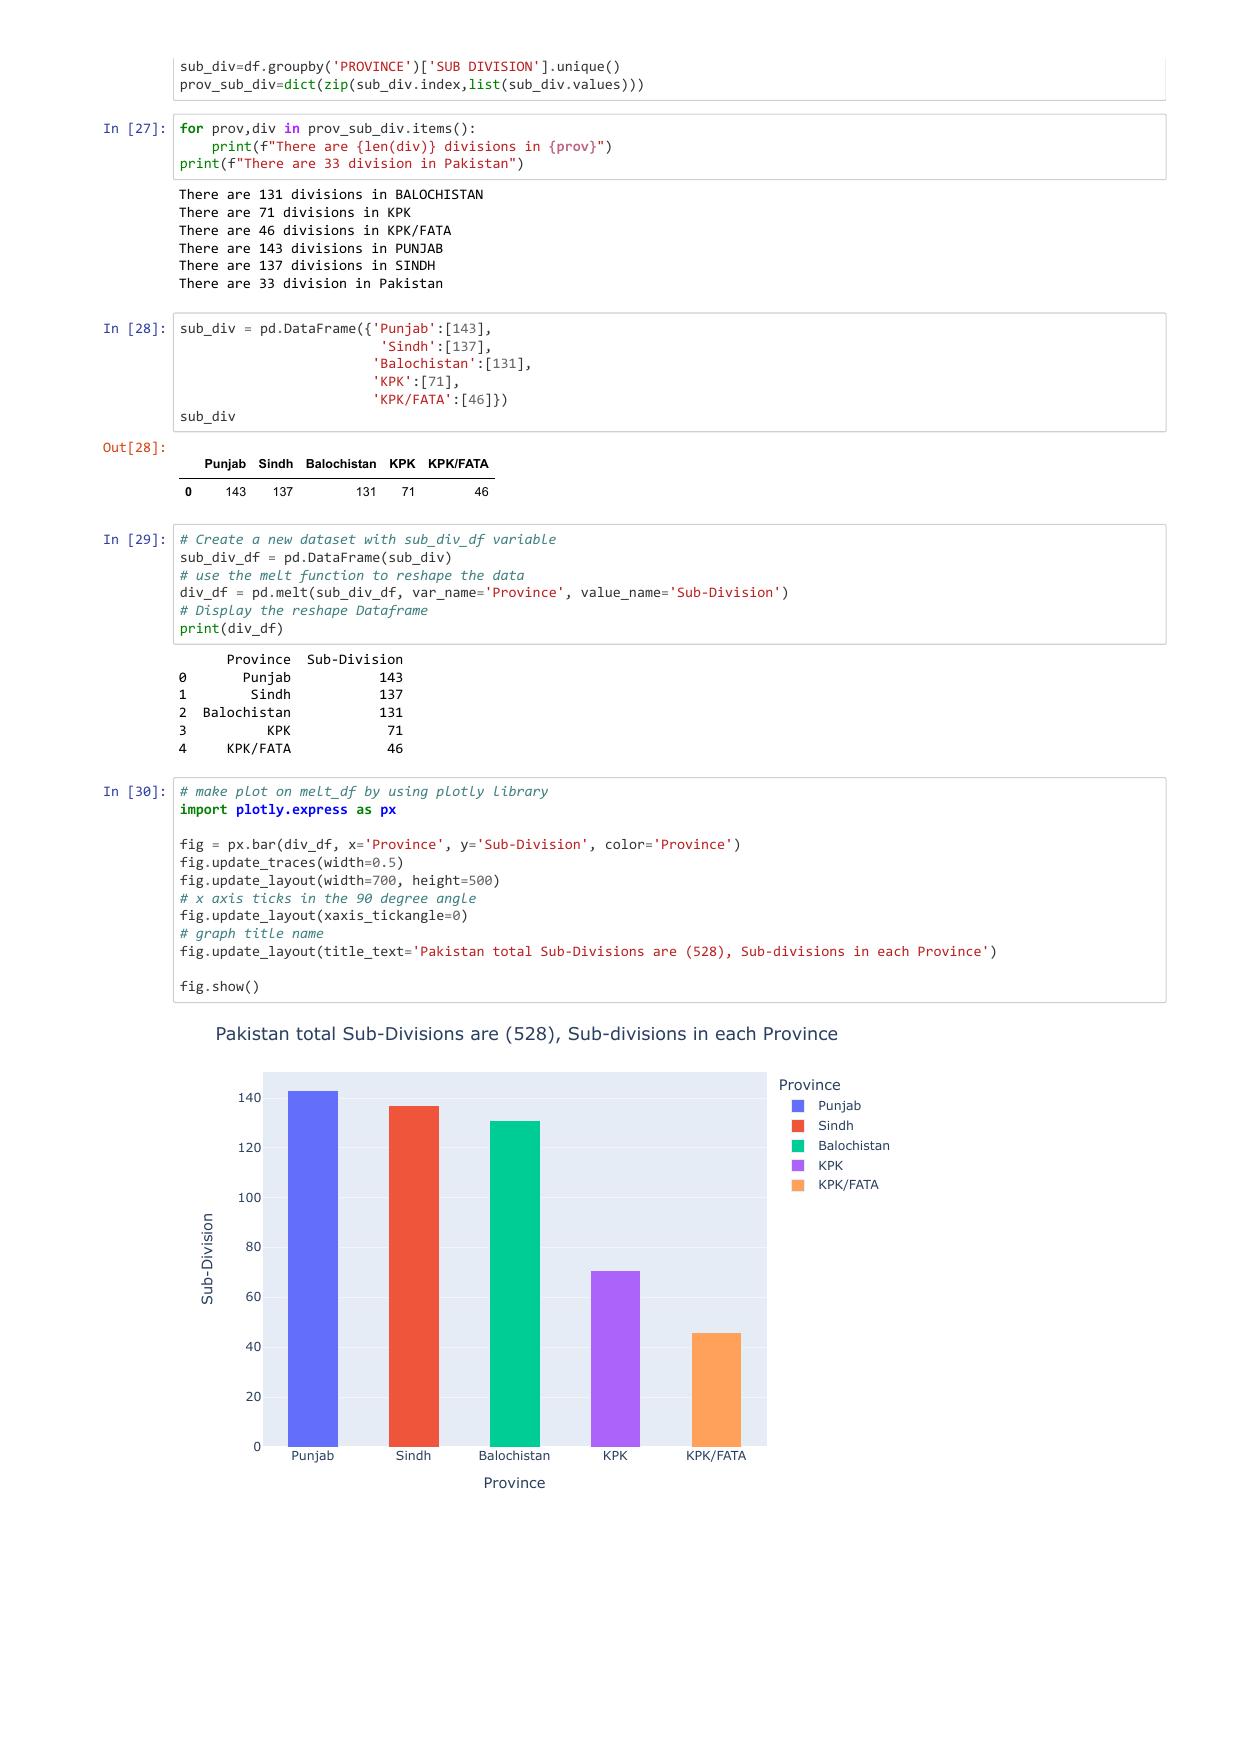 sub_div=df.groupby('PROVINCE')['SUB DIVISION'].unique()
prov_sub_div=dict(zip(sub_div.index,list(sub_div.values)))
In [27]: for prov,div in prov_sub_div.items():
    print(f"There are {len(div)} divisions in {prov}")
print(f"There are 33 division in Pakistan")
There are 131 divisions in BALOCHISTAN
There are 71 divisions in KPK
There are 46 divisions in KPK/FATA
There are 143 divisions in PUNJAB
There are 137 divisions in SINDH
There are 33 division in Pakistan
In [28]: sub_div = pd.DataFrame({'Punjab':[143],
                         'Sindh':[137],
                        'Balochistan':[131],
                        'KPK':[71],
                        'KPK/FATA':[46]})
sub_div
Out[28]:
Punjab Sindh Balochistan KPK KPK/FATA
0 143 137 131 71 46
In [29]: # Create a new dataset with sub_div_df variable
sub_div_df = pd.DataFrame(sub_div)
# use the melt function to reshape the data
div_df = pd.melt(sub_div_df, var_name='Province', value_name='Sub-Division')
# Display the reshape Dataframe
print(div_df)
      Province  Sub-Division
0       Punjab           143
1        Sindh           137
2  Balochistan           131
3          KPK            71
4     KPK/FATA            46
In [30]: # make plot on melt_df by using plotly library
import plotly.express as px
fig = px.bar(div_df, x='Province', y='Sub-Division', color='Province')
fig.update_traces(width=0.5)
fig.update_layout(width=700, height=500)
# x axis ticks in the 90 degree angle
fig.update_layout(xaxis_tickangle=0)
# graph title name
fig.update_layout(title_text='Pakistan total Sub-Divisions are (528), Sub-divisions in each Province')
fig.show()
Pakistan total Sub-Divisions are (528), Sub-divisions in each Province
140
120
100
80
60
40
20
0
Sub-Division
Punjab Sindh Balochistan KPK KPK/FATA
Province
Province
Punjab
Sindh
Balochistan
KPK
KPK/FATA